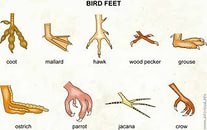 BIRD FEET
coot mallard hawk wood pecker grouse
ostrich parrot jacana crow